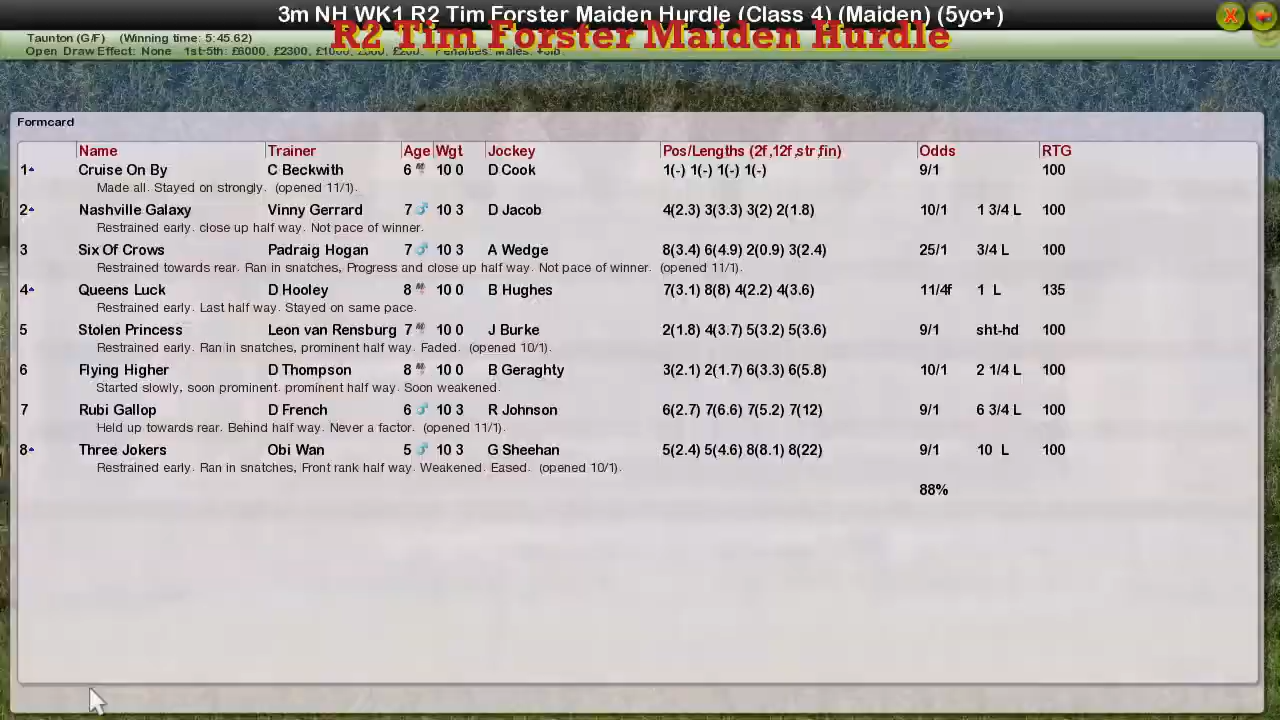 3m NH WK1 R2 Tim Forster Maiden Hurdle (Class 4) (Maiden) (5yo+)
R2 Tim Forster Maiden Hurdle
Taunton (G/F) (Winning time: 5:45.62)
Open Draw Effect: None 1st-5th: £6000, £2300, £200. Penalties: Males: +3lb.
Formcard
Name Trainer Age Wgt Jockey Pos/Lengths (2f,12f,str,fin) Odds RTG
1 Cruise On By C Beckwith 6 10 0 D Cook 1(-) 1(-) 1(-) 1(-) 9/1 100
Made all. Stayed on strongly. (opened 11/1).
2 Nashville Galaxy Vinny Gerrard 7 10 3 D Jacob 4(2.3) 3(3.3) 3(2) 2(1.8) 10/1 1 3/4 L 100
Restrained early. close up half way. Not pace of winner.
3 Six Of Crows Padraig Hogan 7 10 3 A Wedge 8(3.4) 6(4.9) 2(0.9) 3(2.4) 25/1 3/4 L 100
Restrained towards rear. Ran in snatches, Progress and close up half way. Not pace of winner. (opened 11/1).
4 Queens Luck D Hooley 8 10 0 B Hughes 7(3.1) 8(8) 4(2.2) 4(3.6) 11/4f 1 L 135
Restrained early. Last half way. Stayed on same pace.
5 Stolen Princess Leon van Rensburg 7 10 0 J Burke 2(1.8) 4(3.7) 5(3.2) 5(3.6) 9/1 sht-hd 100
Restrained early. Ran in snatches, prominent half way. Faded. (opened 10/1).
6 Flying Higher D Thompson 8 10 0 B Geraghty 3(2.1) 2(1.7) 6(3.3) 6(5.8) 10/1 2 1/4 L 100
Started slowly, soon prominent. prominent half way. Soon weakened.
7 Rubi Gallop D French 6 10 3 R Johnson 6(2.7) 7(6.6) 7(5.2) 7(12) 9/1 6 3/4 L 100
Held up towards rear. Behind half way. Never a factor. (opened 11/1).
8 Three Jokers Obi Wan 5 10 3 G Sheehan 5(2.4) 5(4.6) 8(8.1) 8(22) 9/1 10 L 100
Restrained early. Ran in snatches, Front rank half way. Weakened. Eased. (opened 10/1).
88%